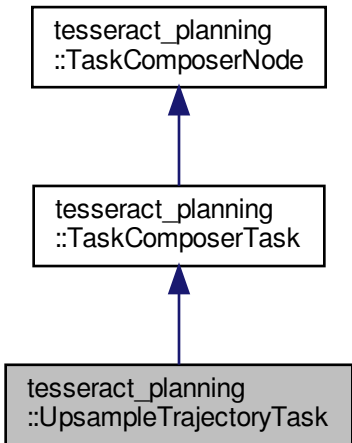 tesseract_planning
::TaskComposerNode
tesseract_planning
::TaskComposerTask
tesseract_planning
::UpsampleTrajectoryTask